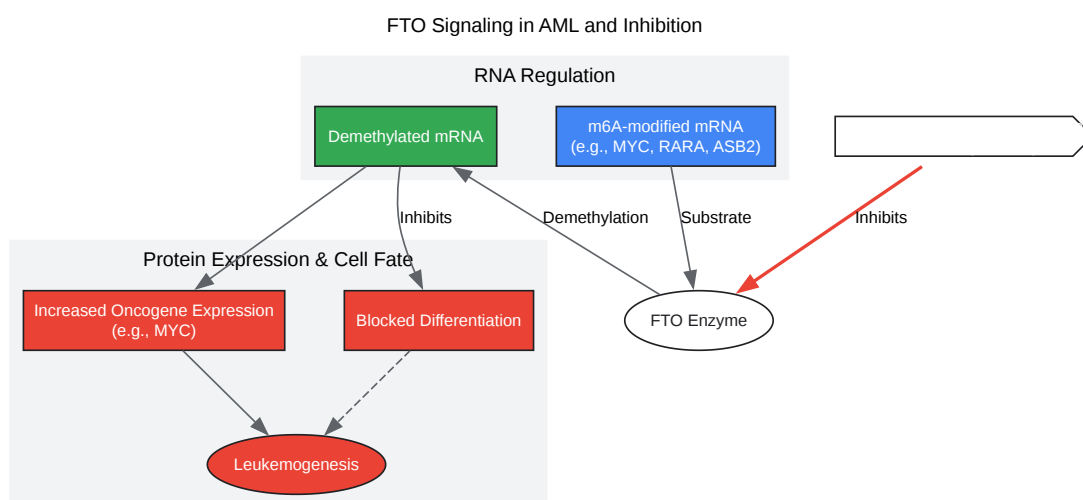 FTO Signaling in AML and Inhibition
RNA Regulation
Demethylated mRNA
m6A-modified mRNA
(e.g., MYC, RARA, ASB2)
Inhibits
Demethylation
Substrate
Inhibits
Protein Expression & Cell Fate
Increased Oncogene Expression
(e.g., MYC)
Blocked Differentiation
FTO Enzyme
Leukemogenesis